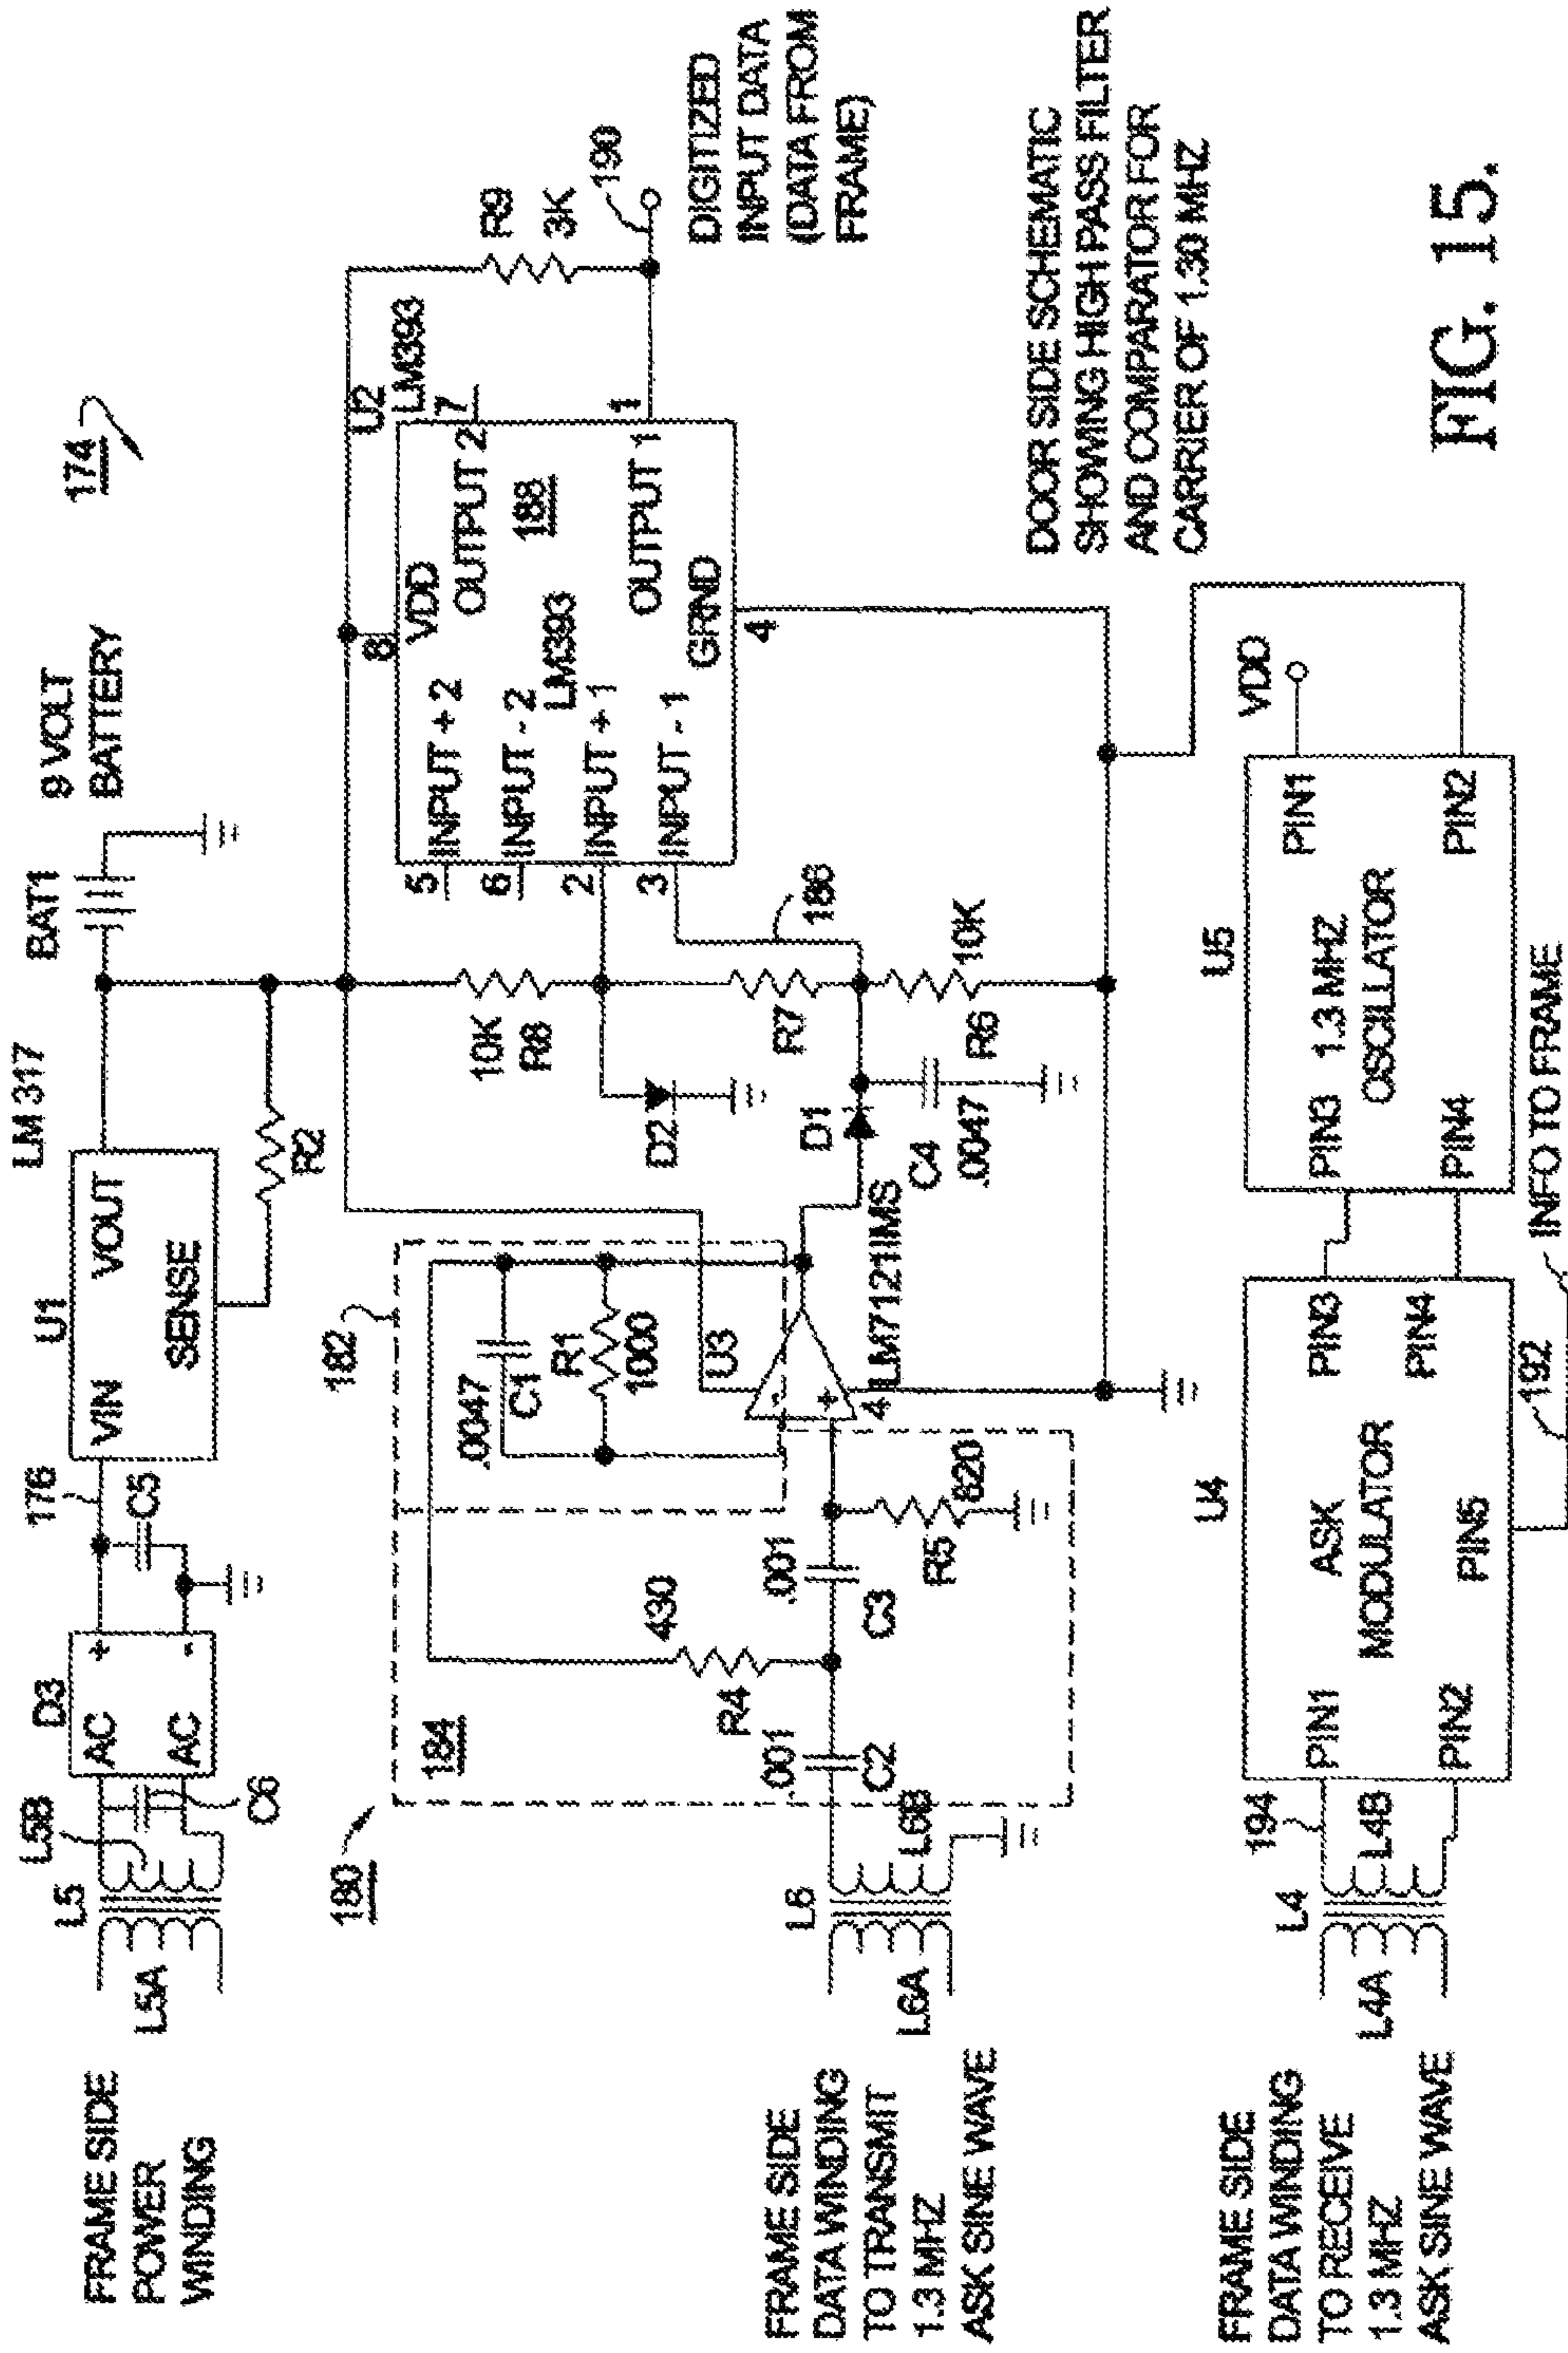 174
FRAME SIDE
POWER
WINDING
L5A
L5
L5B
C6
D3
AC
AC
+
-
176
C5
U1
VIN
VOUT
SENSE
LM 317
R2
BAT1
9 VOLT
BATTERY
180
184
182
.0047
C1
R1
1000
430
R4
.001
C2
.001
C3
R5
820
U3
-
+
4
LM7121IMS
FRAME SIDE
DATA WINDING
TO TRANSMIT
1.3 MHZ
ASK SINE WAVE
L6A
L6
L6B
10K
R8
D2
R7
D1
C4
.0047
R6
10K
186
U2
LM393
8
VDD
7
OUTPUT 2
5
INPUT + 2
6
INPUT - 2
188
LM393
2
INPUT + 1
3
INPUT - 1
OUTPUT 1
1
GRND
4
R9
3K
190
DIGITIZED
INPUT DATA
(DATA FROM
FRAME)
DOOR SIDE SCHEMATIC
SHOWING HIGH PASS FILTER
AND COMPARATOR FOR
CARRIER OF 1.30 MHZ
FRAME SIDE
DATA WINDING
TO RECEIVE
1.3 MHZ
ASK SINE WAVE
L4A
L4
L4B
194
U4
PIN1
PIN2
ASK
MODULATOR
PIN3
PIN4
PIN5
192
INFO TO FRAME
U5
PIN3
1.3 MHZ
OSCILLATOR
PIN4
PIN1
PIN2
VDD
FIG. 15.